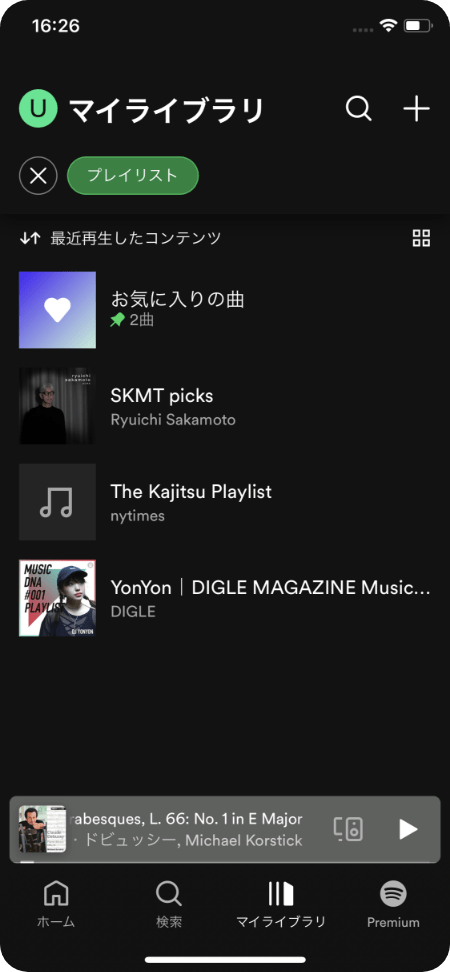 16:26
U マイライブラリ
プレイリスト
最近再生したコンテンツ
お気に入りの曲
2曲
ryuichi
sakamoto
SKMT picks
Ryuichi Sakamoto
The Kajitsu Playlist
nytimes
MUSIC
DNA
#001
PLAYLIST
DJ YONYON
YonYon｜DIGLE MAGAZINE Music...
DIGLE
rabesques, L. 66: No. 1 in E Major
・ドビュッシー, Michael Korstick
ホーム
検索
マイライブラリ
Premium